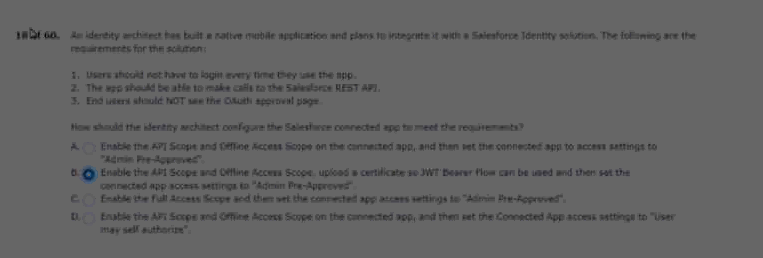 18 of 60. An identity architect has built a native mobile application and plans to integrate it with a Salesforce Identity solution. The following are the
requirements for the solution:
1. Users should not have to login every time they use the app.
2. The app should be able to make calls to the Salesforce REST API.
3. End users should NOT see the OAuth approval page.
How should the identity architect configure the Salesforce connected app to meet the requirements?
A. Enable the API Scope and Offline Access Scope on the connected app, and then set the connected app to access settings to
"Admin Pre-Approved".
B. Enable the API Scope and Offline Access Scope, upload a certificate so JWT Bearer Flow can be used and then set the
connected app access settings to "Admin Pre-Approved".
C. Enable the Full Access Scope and then set the connected app access settings to "Admin Pre-Approved".
D. Enable the API Scope and Offline Access Scope on the connected app, and then set the Connected App access settings to "User
may self authorize".